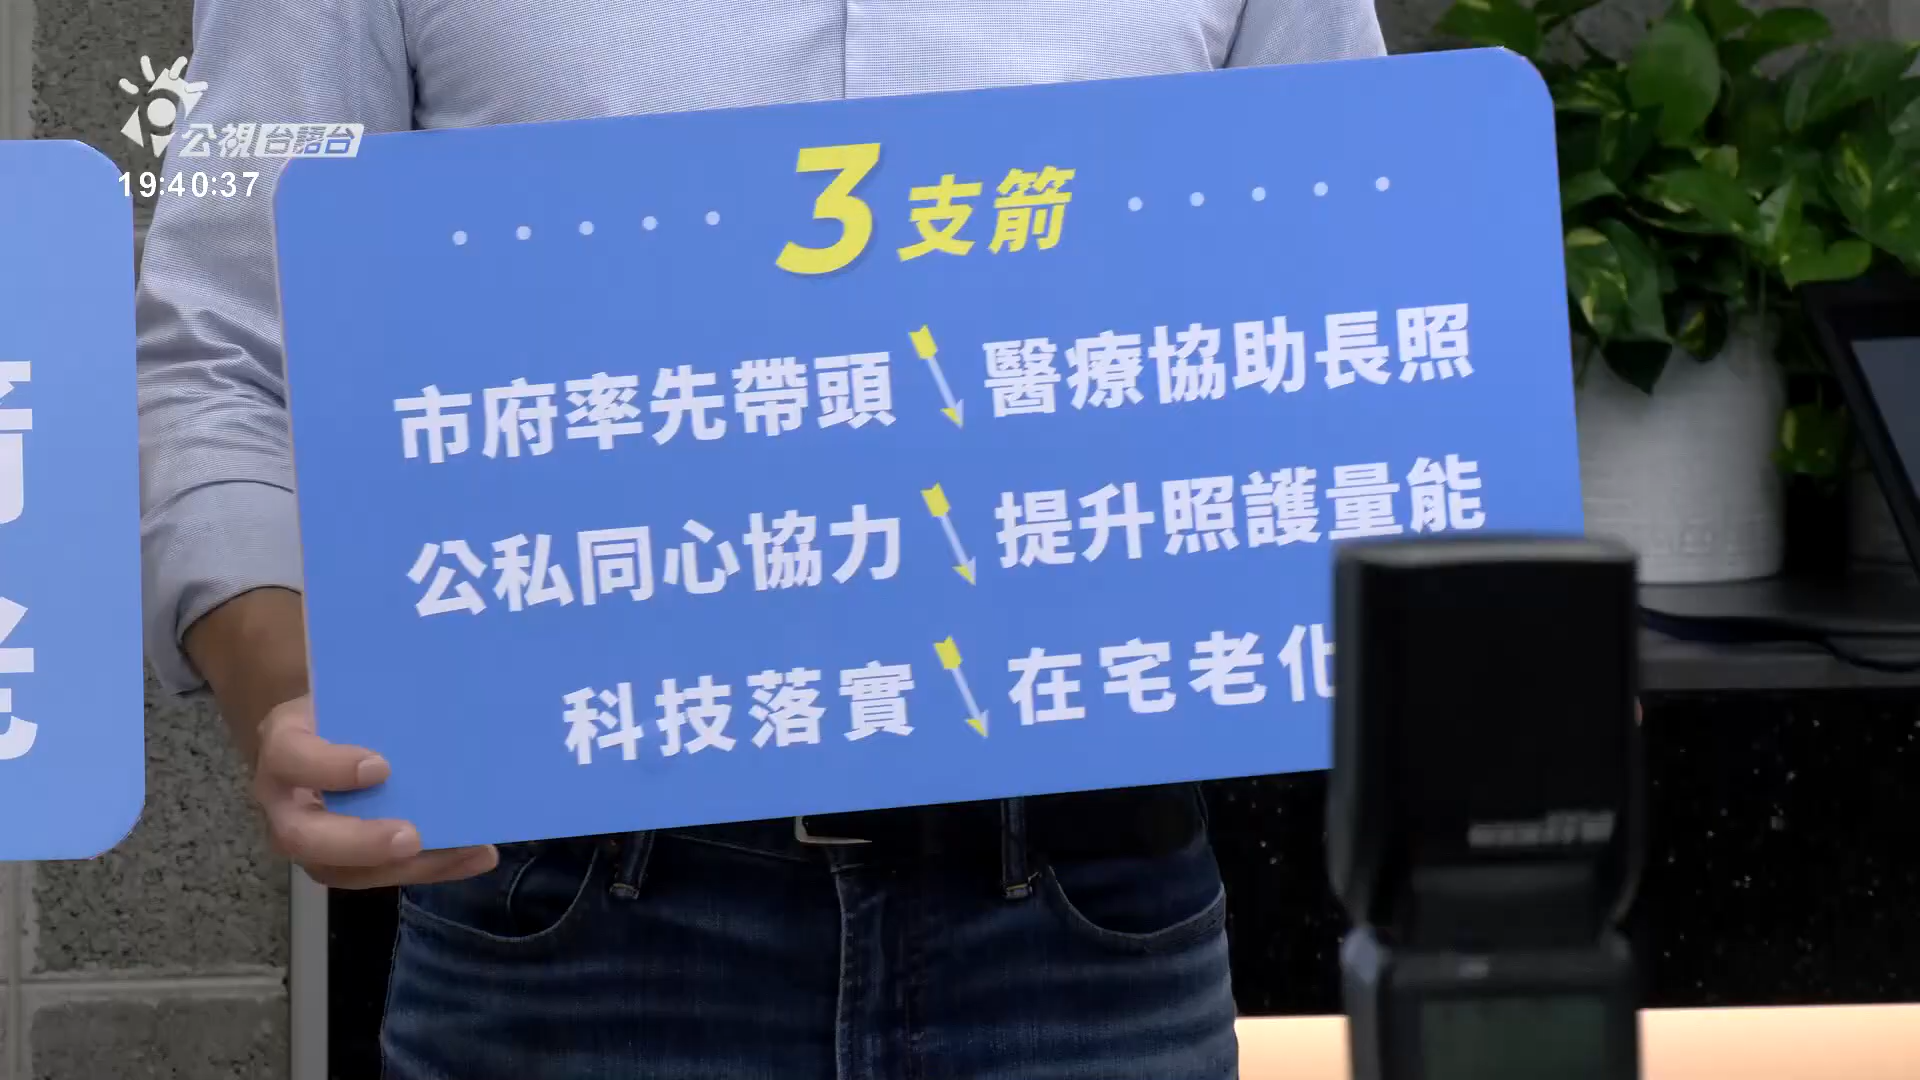 公視台語台
19:40:37
3支箭
市府率先帶頭 醫療協助長照
公私同心協力 提升照護量能
科技落實 在宅老化